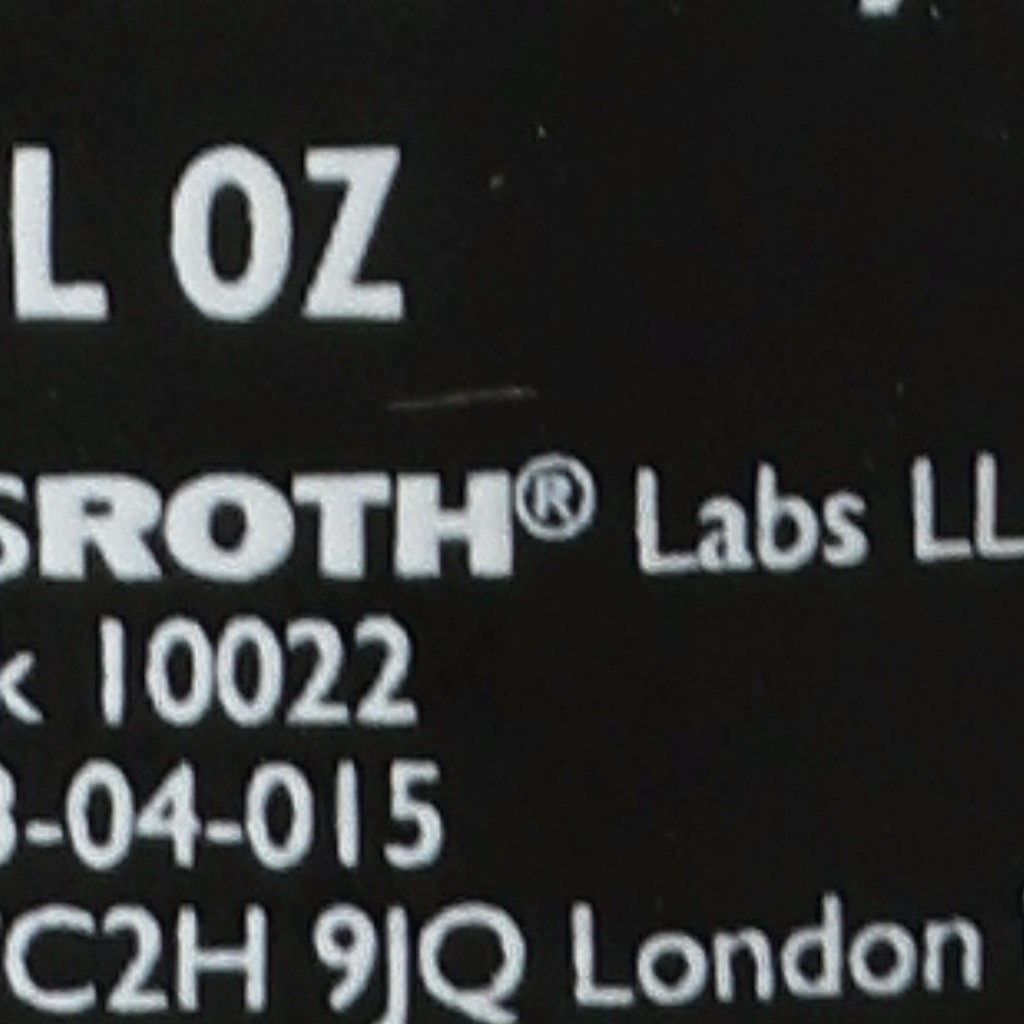 L OZ
SROTH® Labs LL
k 10022
3-04-015
C2H 9JQ London